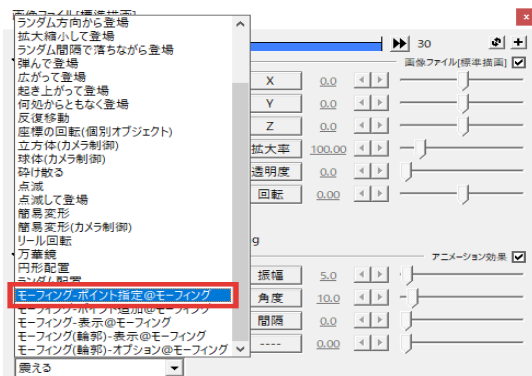 画像ファイル[標準描画]
ランダム方向から登場
拡大縮小して登場
ランダム間隔で落ちながら登場
弾んで登場
広がって登場
起き上がって登場
何処からともなく登場
反復移動
座標の回転(個別オブジェクト)
立方体(カメラ制御)
球体(カメラ制御)
砕け散る
点滅
点滅して登場
簡易変形
簡易変形(カメラ制御)
リール回転
万華鏡
円形配置
ランダム配置
モーフィング-ポイント指定@モーフィング
モーフィング-ポイント追加@モーフィング
モーフィング-表示@モーフィング
モーフィング(輪郭)-表示@モーフィング
モーフィング(輪郭)-オプション@モーフィング
震える
30
画像ファイル[標準描画]
X 0.0
Y 0.0
Z 0.0
拡大率 100.00
透明度 0.0
回転 0.00
g
アニメーション効果
振幅 5.0
角度 10.0
間隔 0.0
---- 0.00